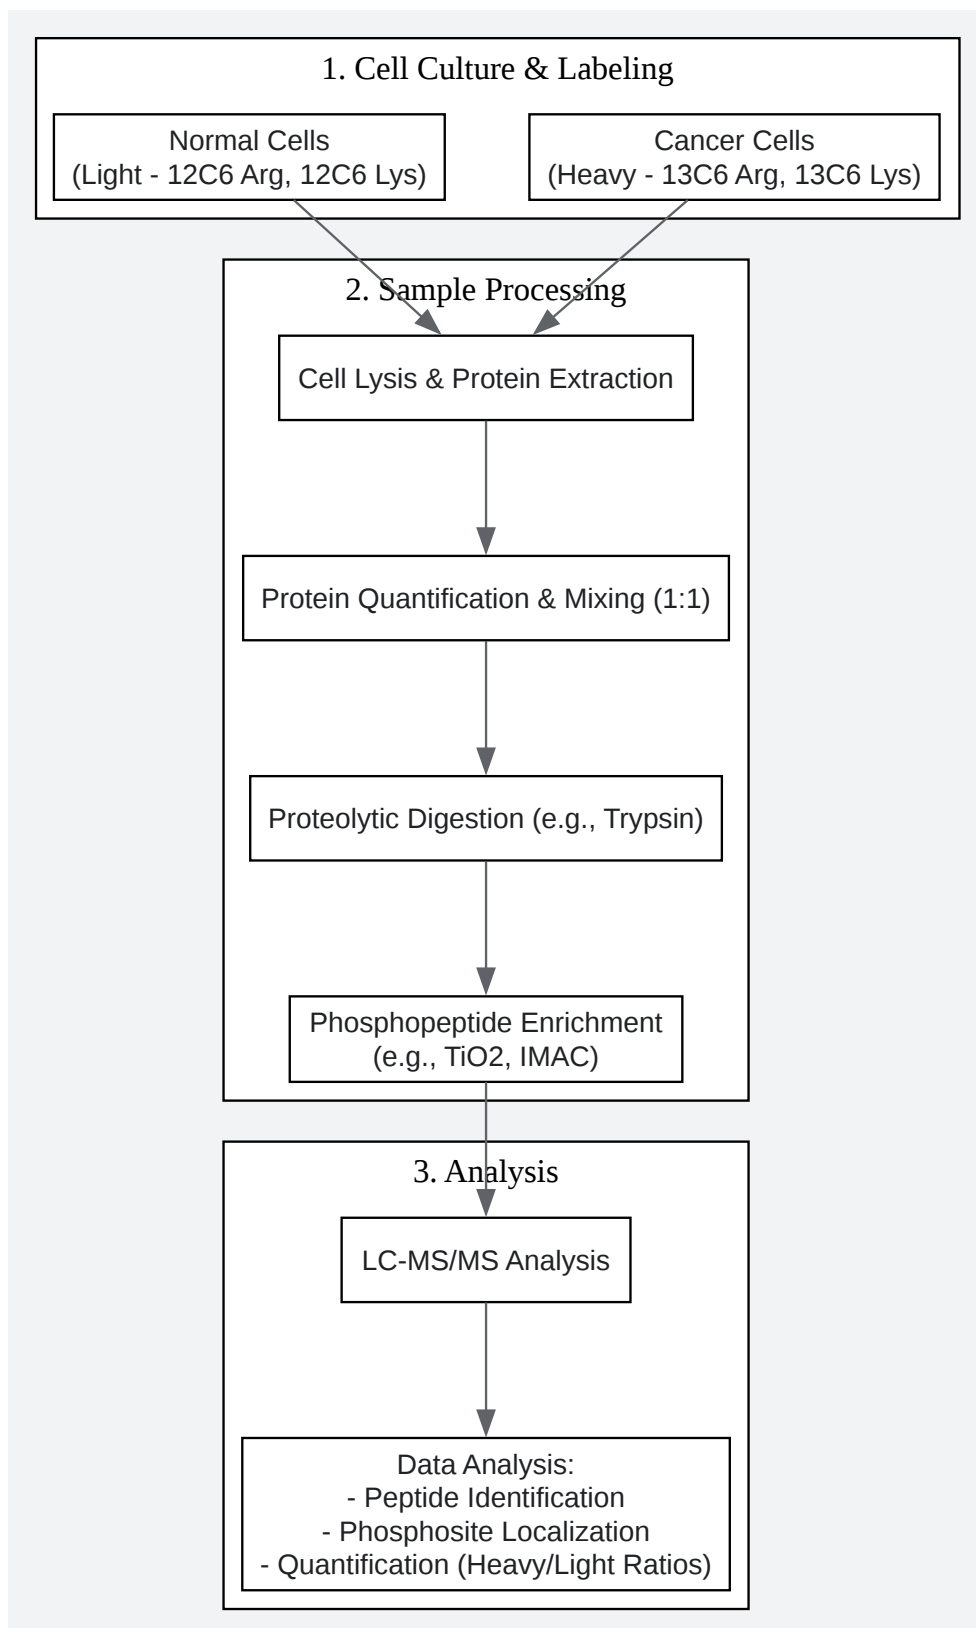 1. Cell Culture & Labeling
Normal Cells
(Light - 12C6 Arg, 12C6 Lys)
Cancer Cells
(Heavy - 13C6 Arg, 13C6 Lys)
2. Sample Processing
Cell Lysis & Protein Extraction
Protein Quantification & Mixing (1:1)
Proteolytic Digestion (e.g., Trypsin)
Phosphopeptide Enrichment
(e.g., TiO2, IMAC)
3. Analysis
LC-MS/MS Analysis
Data Analysis:
- Peptide Identification
- Phosphosite Localization
- Quantification (Heavy/Light Ratios)